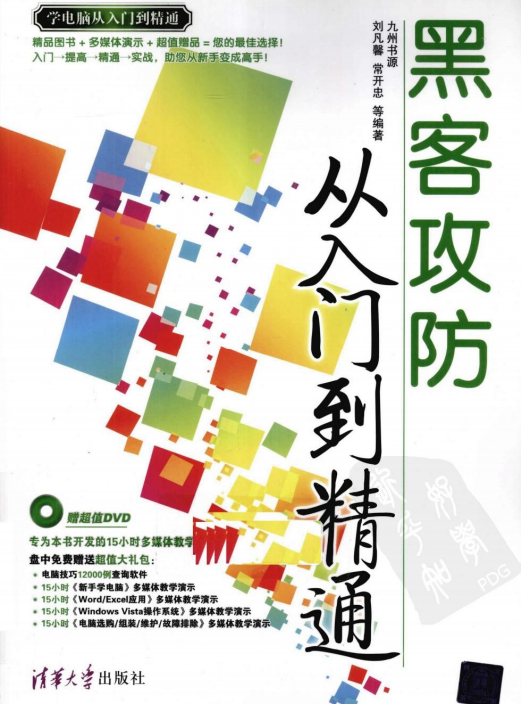 学电脑从入门到精通
精品图书+多媒体演示+超值赠品=您的最佳选择!
入门→提高→精通→实战,助您从新手变成高手!
九州书源
刘凡馨 常开忠 等编著
黑客攻防
从入门到精通
赠超值DVD
专为本书开发的15小时多媒体教学
盘中免费赠送超值大礼包:
● 电脑技巧12000例查询软件
● 15小时《新手学电脑》多媒体教学演示
● 15小时《Word/Excel应用》多媒体教学演示
● 15小时《Windows Vista操作系统》多媒体教学演示
● 15小时《电脑选购/组装/维护/故障排除》多媒体教学演示
PDG
清华大学出版社